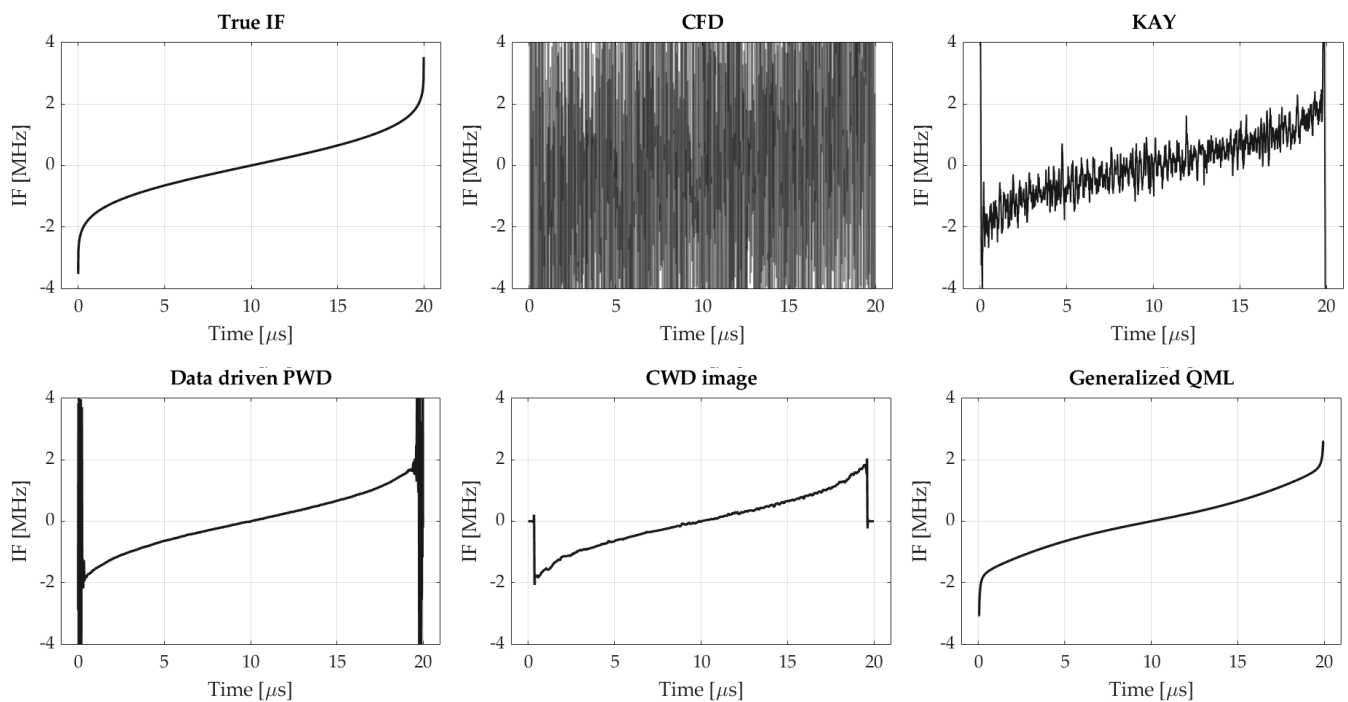 True IF
4
2
0
-2
-4
IF [MHz]
0 5 10 15 20
Time [μs]
CFD
4
2
0
-2
-4
IF [MHz]
0 5 10 15 20
Time [μs]
KAY
4
2
0
-2
-4
IF [MHz]
0 5 10 15 20
Time [μs]
Data driven PWD
4
2
0
-2
-4
IF [MHz]
0 5 10 15 20
Time [μs]
CWD image
4
2
0
-2
-4
IF [MHz]
0 5 10 15 20
Time [μs]
Generalized QML
4
2
0
-2
-4
IF [MHz]
0 5 10 15 20
Time [μs]